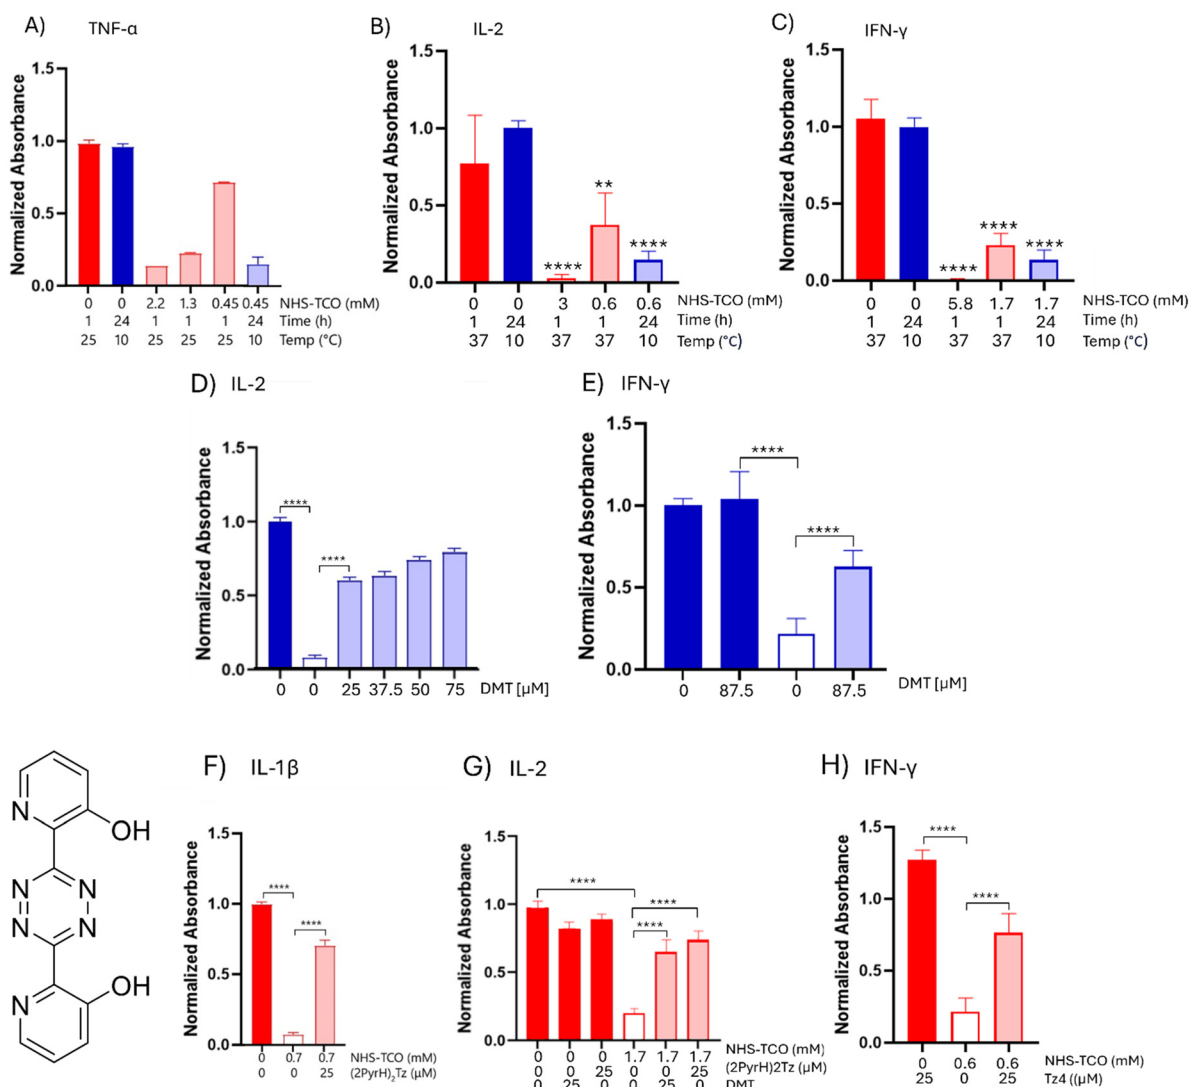 A) TNF-α
Normalized Absorbance
1.5
1.0
0.5
0.0
0 0 2.2 1.3 0.45 0.45 NHS-TCO (mM)
1 24 1 1 1 24 Time (h)
25 10 25 25 25 10 Temp (°C)
B) IL-2
Normalized Absorbance
1.5
1.0
0.5
0.0
**** ** ****
0 0 3 0.6 0.6 NHS-TCO (mM)
1 24 1 1 24 Time (h)
37 10 37 37 10 Temp (°C)
C) IFN-γ
Normalized Absorbance
1.5
1.0
0.5
0.0
**** **** ****
0 0 5.8 1.7 1.7 NHS-TCO (mM)
1 24 1 1 24 Time (h)
37 10 37 37 10 Temp (°C)
D) IL-2
Normalized Absorbance
1.5
1.0
0.5
0.0
****
****
0 0 25 37.5 50 75 DMT [µM]
E) IFN-γ
Normalized Absorbance
1.5
1.0
0.5
0.0
****
****
0 87.5 0 87.5 DMT [µM]
N
OH
N N
N N
N
OH
F) IL-1β
Normalized Absorbance
1.5
1.0
0.5
0.0
****
****
0 0.7 0.7 NHS-TCO (mM)
0 0 25 (2PyrH)₂Tz (µM)
G) IL-2
Normalized Absorbance
1.5
1.0
0.5
0.0
****
****
****
0 0 0 1.7 1.7 1.7 NHS-TCO (mM)
0 0 25 0 0 25 (2PyrH)2Tz (µM)
0 25 0 0 25 0 DMT
H) IFN-γ
Normalized Absorbance
1.5
1.0
0.5
0.0
****
****
0 0.6 0.6 NHS-TCO (mM)
25 0 25 Tz4 ((µM)